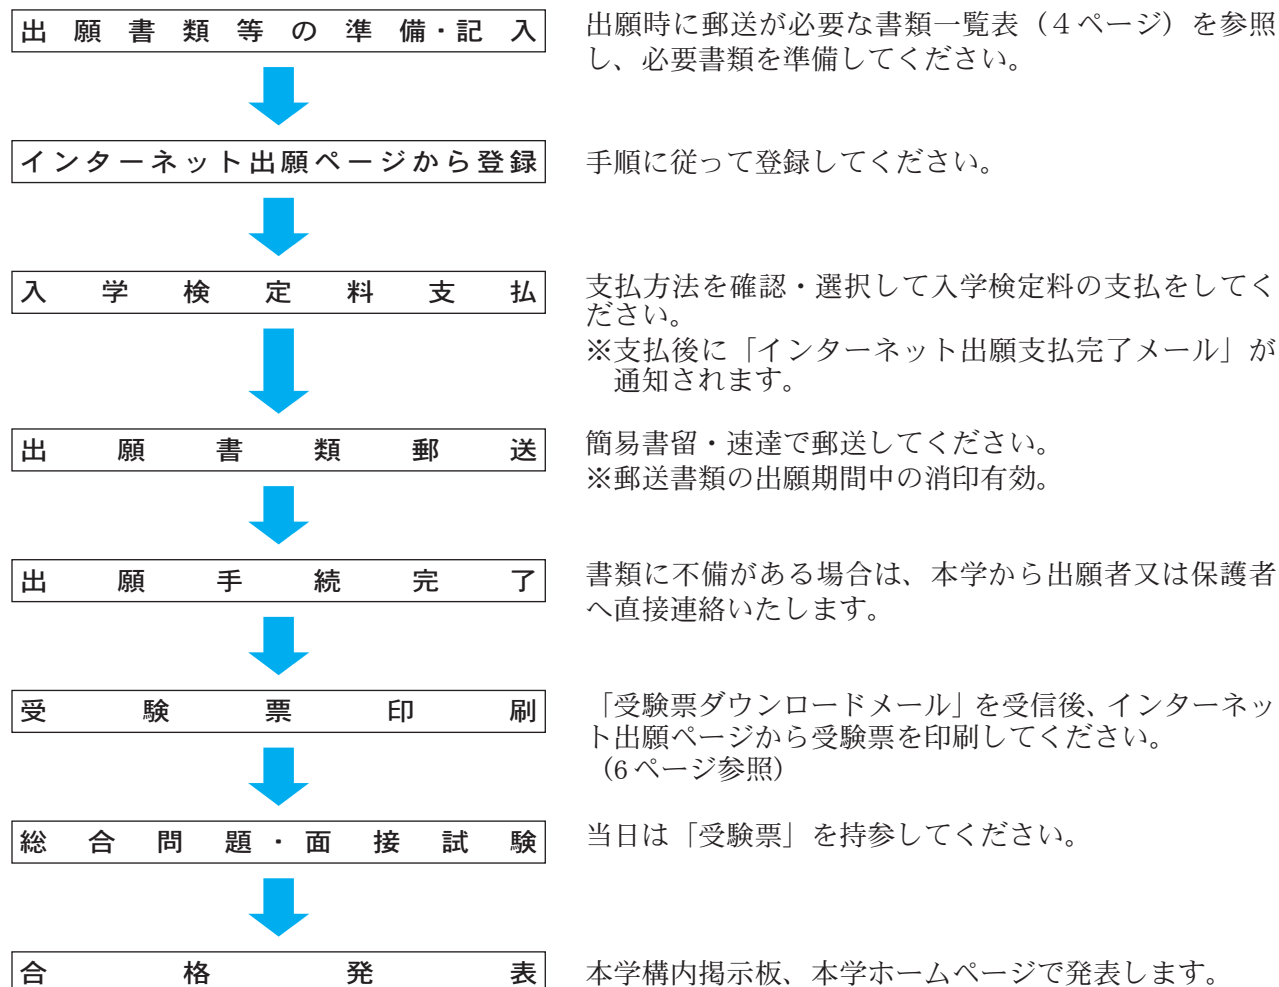 出願書類等の準備・記入
出願時に郵送が必要な書類一覧表（４ページ）を参照
し、必要書類を準備してください。
インターネット出願ページから登録
手順に従って登録してください。
入学検定料支払
支払方法を確認・選択して入学検定料の支払をしてく
ださい。
※支払後に「インターネット出願支払完了メール」が
通知されます。
出願書類郵送
簡易書留・速達で郵送してください。
※郵送書類の出願期間中の消印有効。
出願手続完了
書類に不備がある場合は、本学から出願者又は保護者
へ直接連絡いたします。
受験票印刷
「受験票ダウンロードメール」を受信後、インターネッ
ト出願ページから受験票を印刷してください。
（6ページ参照）
総合問題・面接試験
当日は「受験票」を持参してください。
合格発表
本学構内掲示板、本学ホームページで発表します。